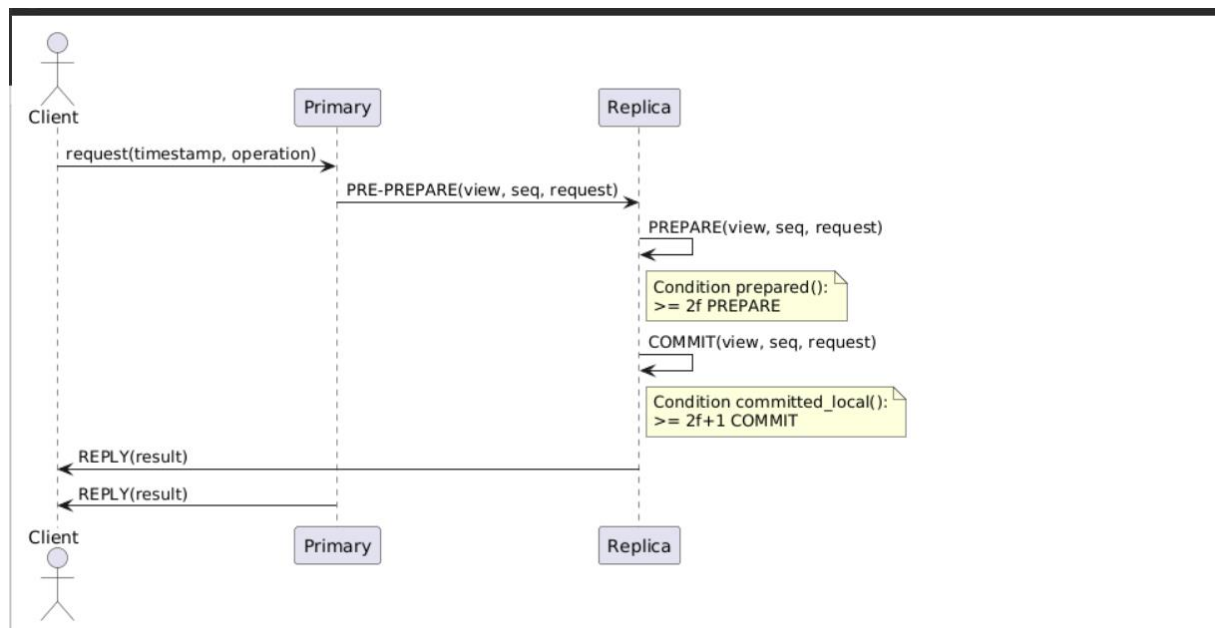 Client
Primary
Replica
request(timestamp, operation)
PRE-PREPARE(view, seq, request)
PREPARE(view, seq, request)
Condition prepared():
>= 2f PREPARE
COMMIT(view, seq, request)
Condition committed_local():
>= 2f+1 COMMIT
REPLY(result)
REPLY(result)
Client
Primary
Replica